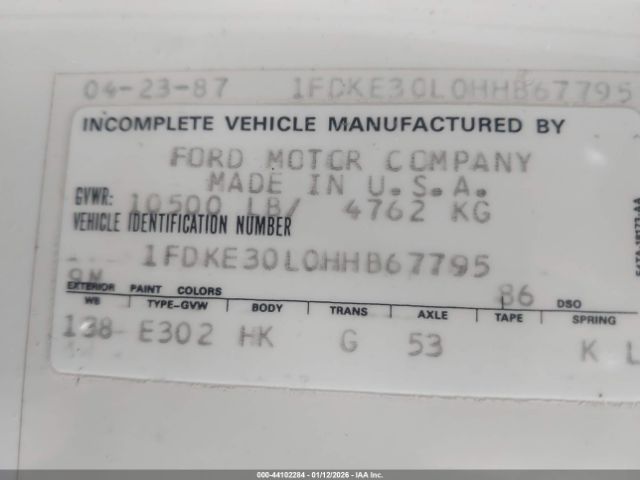 04-23-87 1FDKE30L0HHB67795
INCOMPLETE VEHICLE MANUFACTURED BY
FORD MOTOR COMPANY
MADE IN U.S.A.
GVWR: 10500 LB/ 4762 KG
VEHICLE IDENTIFICATION NUMBER
1FDKE30L0HHB67795
9M
EXTERIOR PAINT COLORS 86 DSO
WB TYPE-GVW BODY TRANS AXLE TAPE SPRING
138 E302 HK G 53 K L
000-44102284 - 01/12/2026 - IAA Inc.